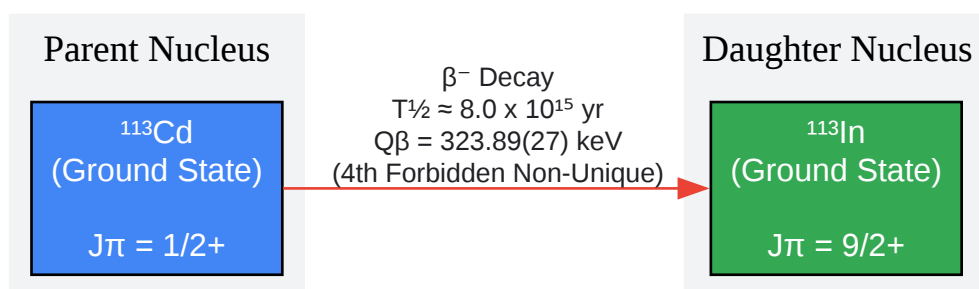 Parent Nucleus
¹¹³Cd
(Ground State)
Jπ = 1/2+
β⁻ Decay
T½ ≈ 8.0 x 10¹⁵ yr
Qβ = 323.89(27) keV
(4th Forbidden Non-Unique)
Daughter Nucleus
¹¹³In
(Ground State)
Jπ = 9/2+